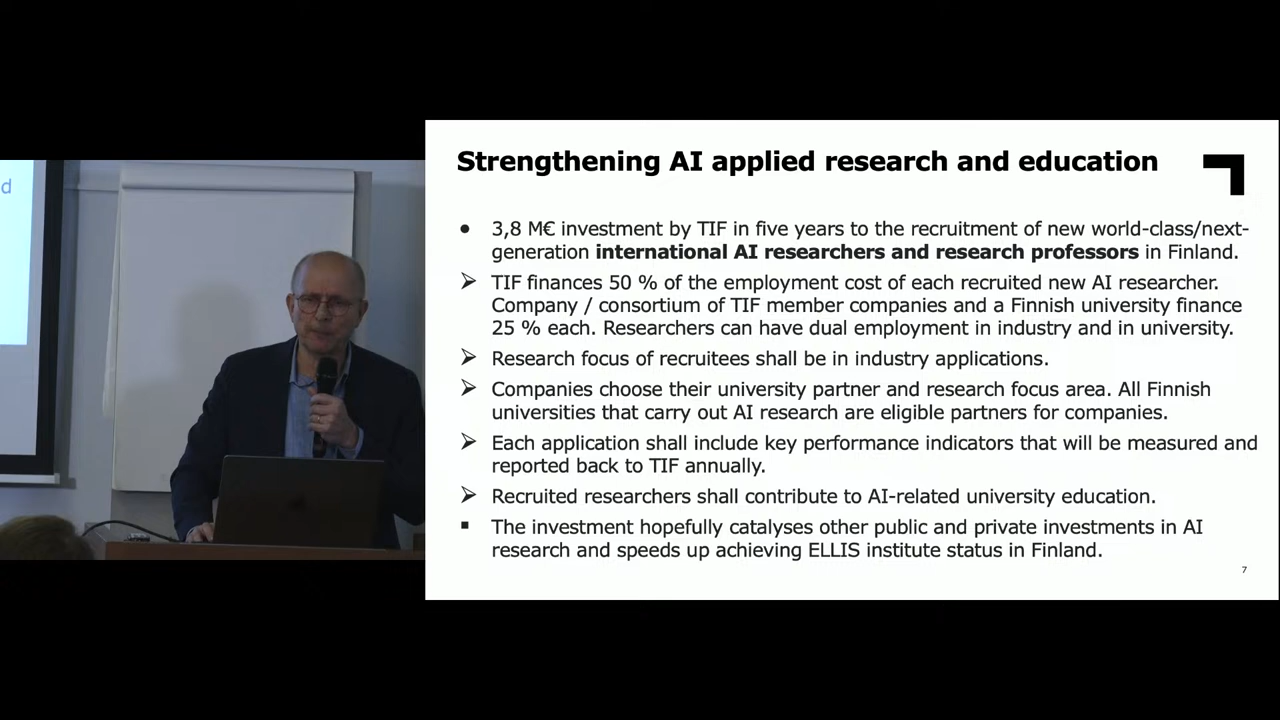 d
Strengthening AI applied research and education
● 3,8 M€ investment by TIF in five years to the recruitment of new world-class/next-
generation international AI researchers and research professors in Finland.
➢ TIF finances 50 % of the employment cost of each recruited new AI researcher.
Company / consortium of TIF member companies and a Finnish university finance
25 % each. Researchers can have dual employment in industry and in university.
➢ Research focus of recruitees shall be in industry applications.
➢ Companies choose their university partner and research focus area. All Finnish
universities that carry out AI research are eligible partners for companies.
➢ Each application shall include key performance indicators that will be measured and
reported back to TIF annually.
➢ Recruited researchers shall contribute to AI-related university education.
▪ The investment hopefully catalyses other public and private investments in AI
research and speeds up achieving ELLIS institute status in Finland.
7